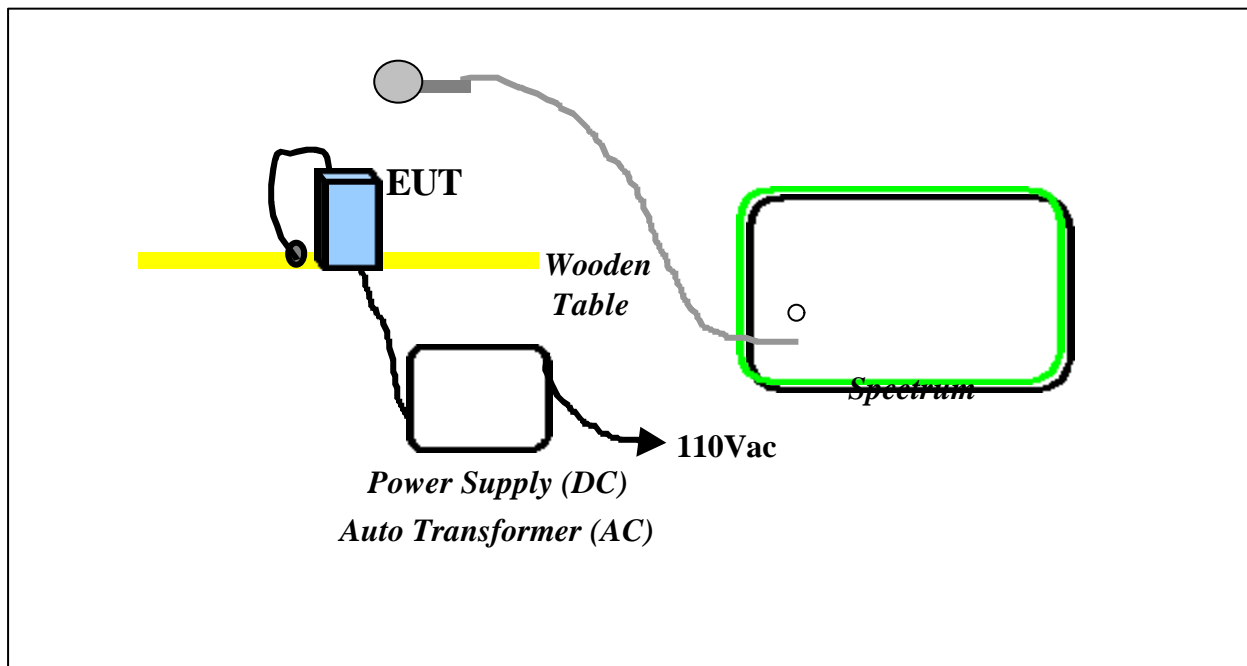 EUT
Wooden
Table
Spectrum
110Vac
Power Supply (DC)
Auto Transformer (AC)